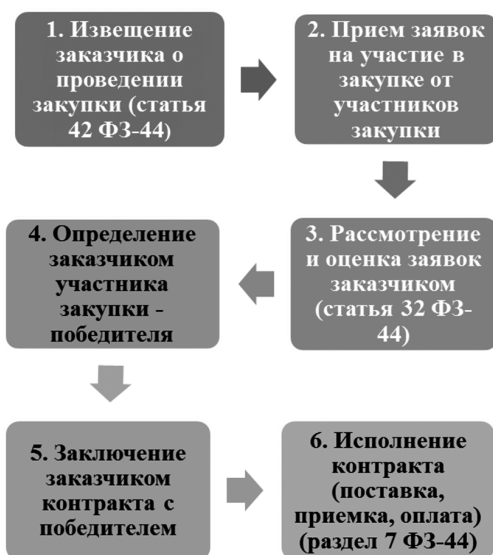 1. Извещение
заказчика о
проведении
закупки (статья
42 ФЗ-44)
2. Прием заявок
на участие в
закупке от
участников
закупки
3. Рассмотрение
и оценка заявок
заказчиком
(статья 32 ФЗ-
44)
4. Определение
заказчиком
участника
закупки -
победителя
5. Заключение
заказчиком
контракта с
победителем
6. Исполнение
контракта
(поставка,
приемка, оплата)
(раздел 7 ФЗ-44)